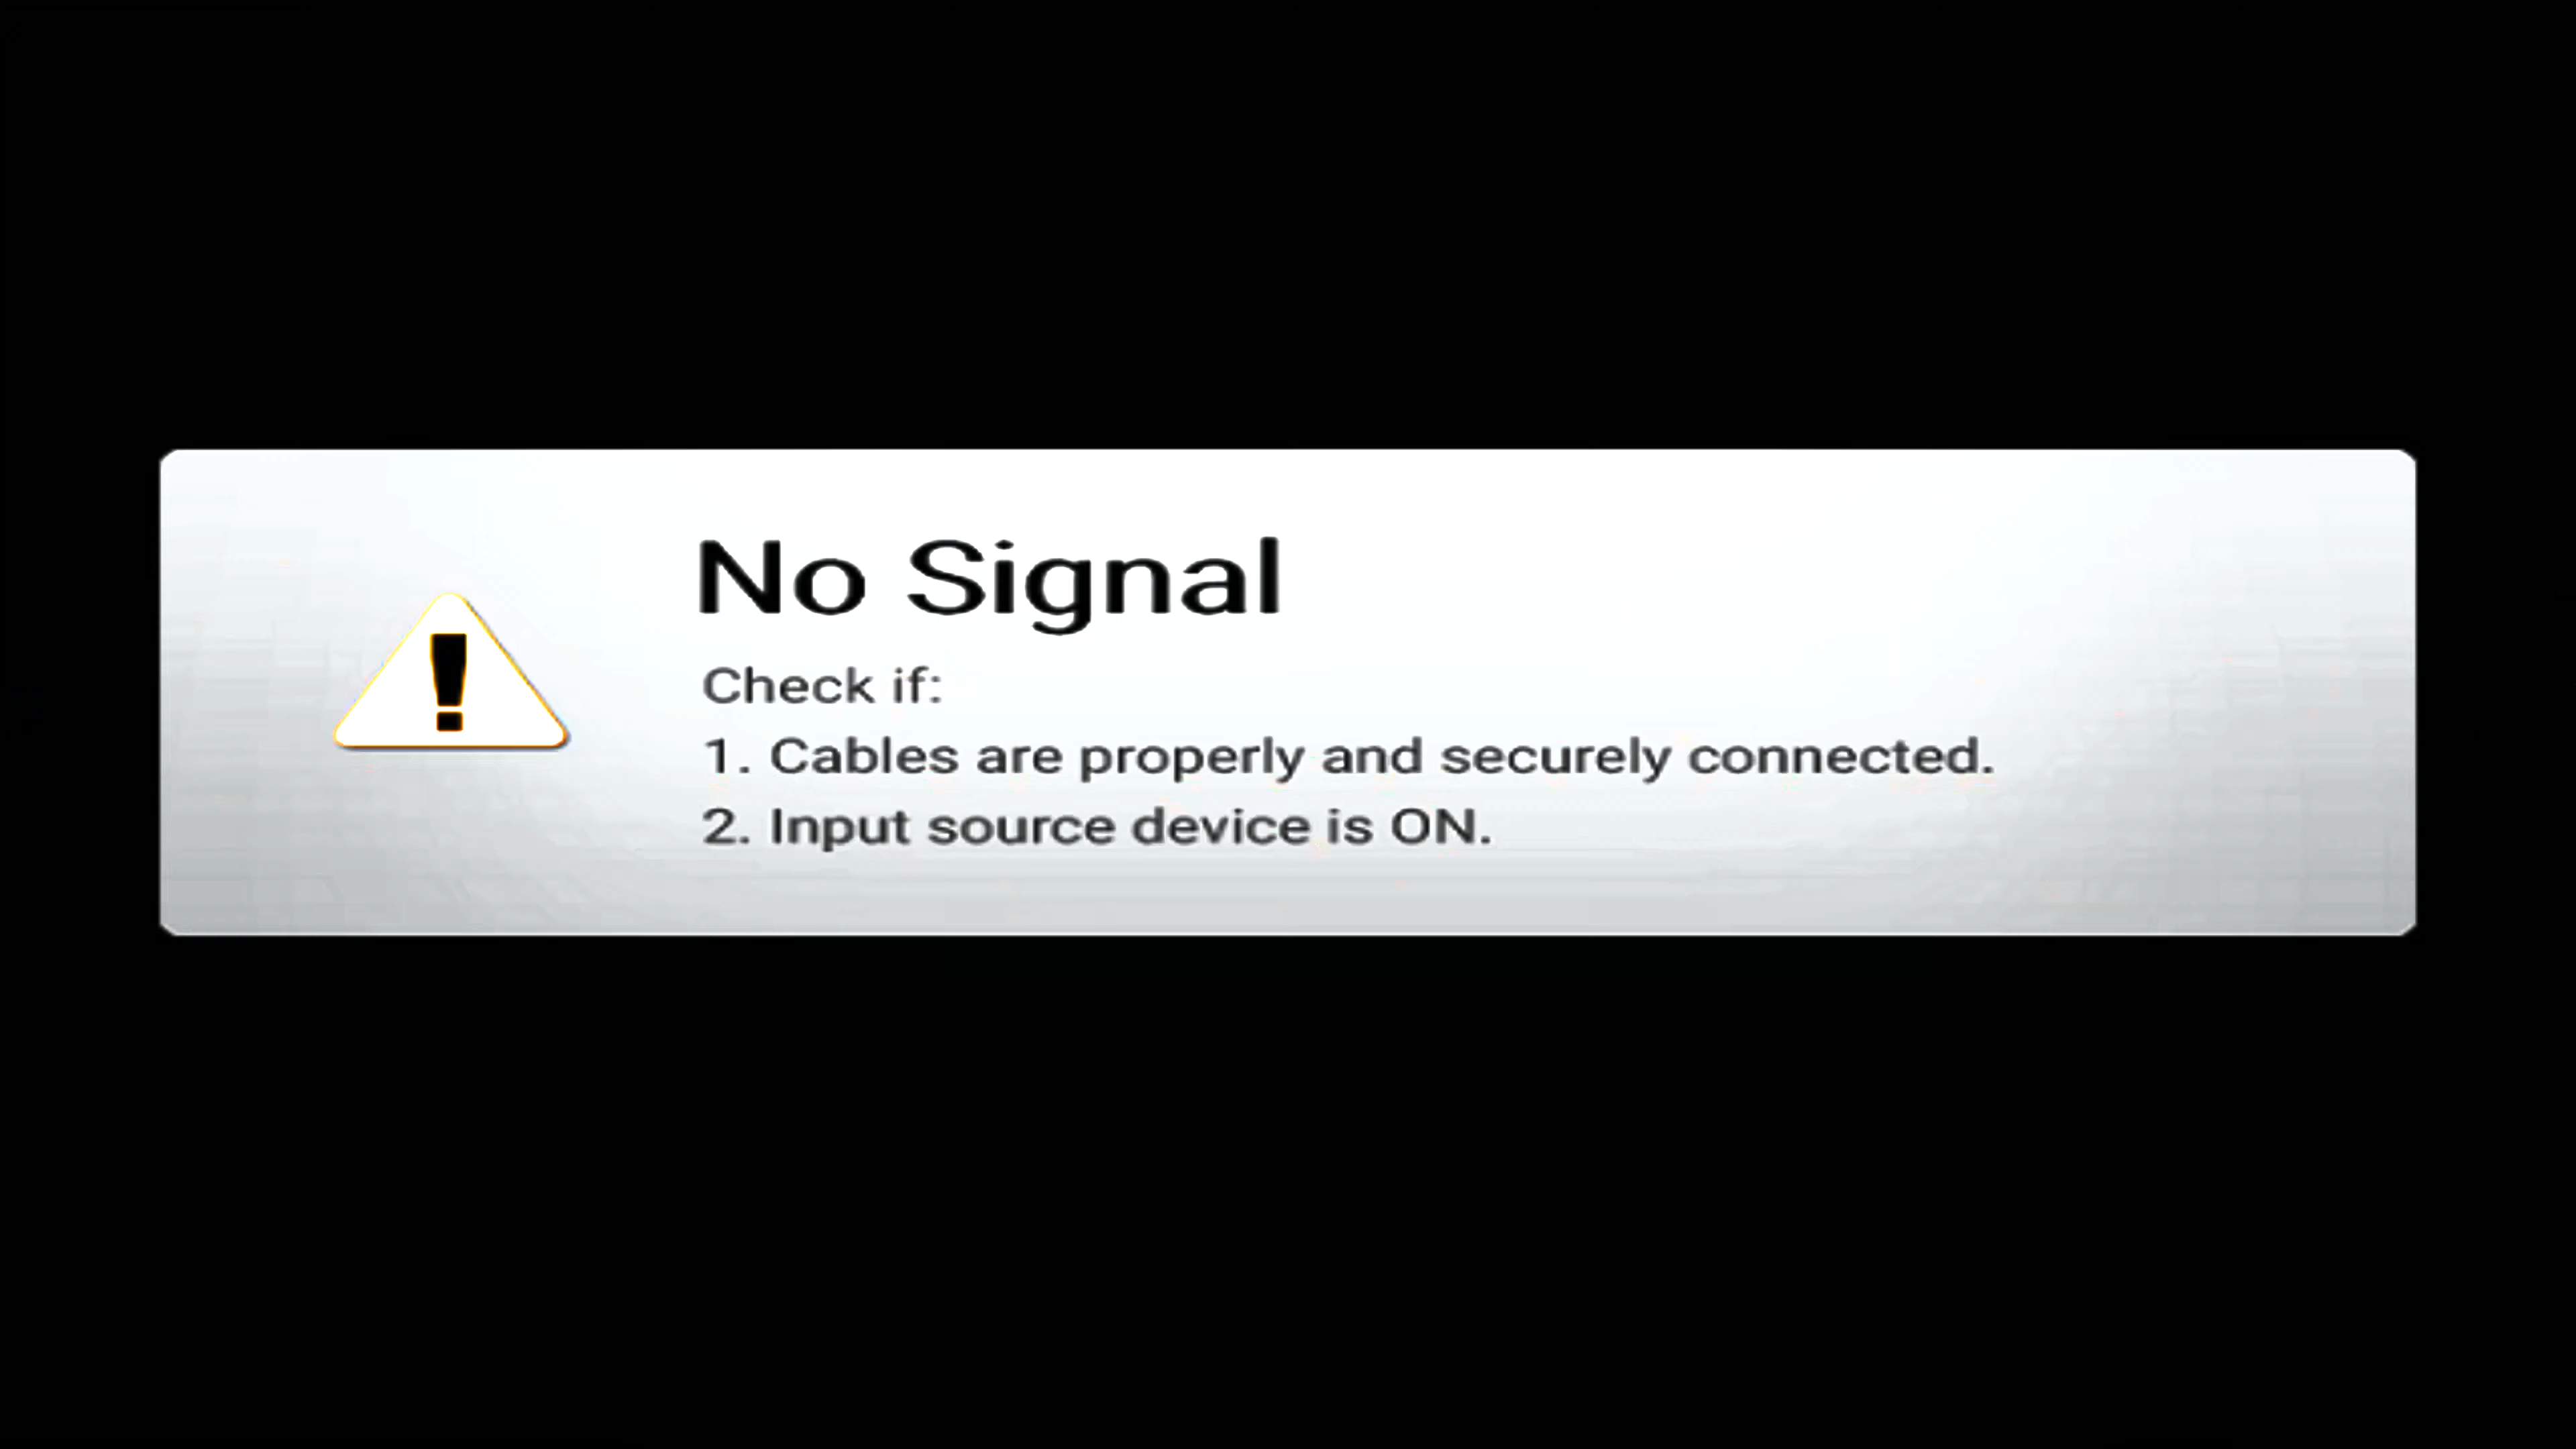 No Signal
Check if:
1. Cables are properly and securely connected.
2. Input source device is ON.